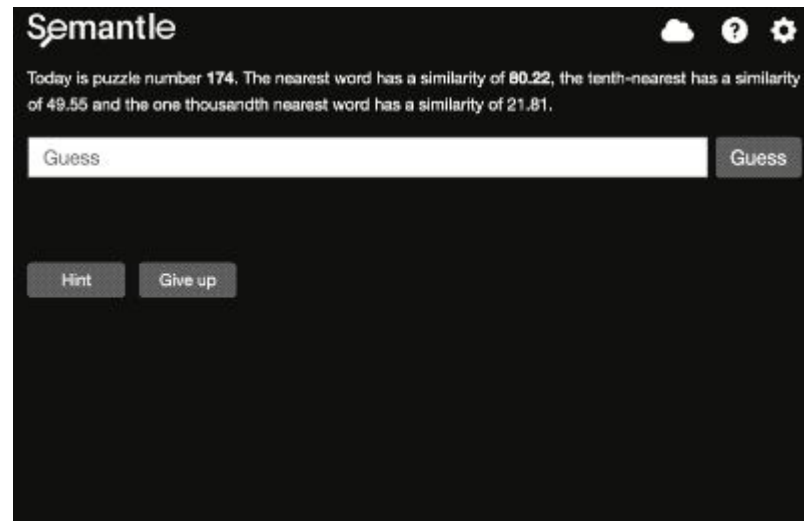 Semantle
Today is puzzle number 174. The nearest word has a similarity of 80.22, the tenth-nearest has a similarity
of 49.55 and the one thousandth nearest word has a similarity of 21.81.
Guess Guess
Hint Give up